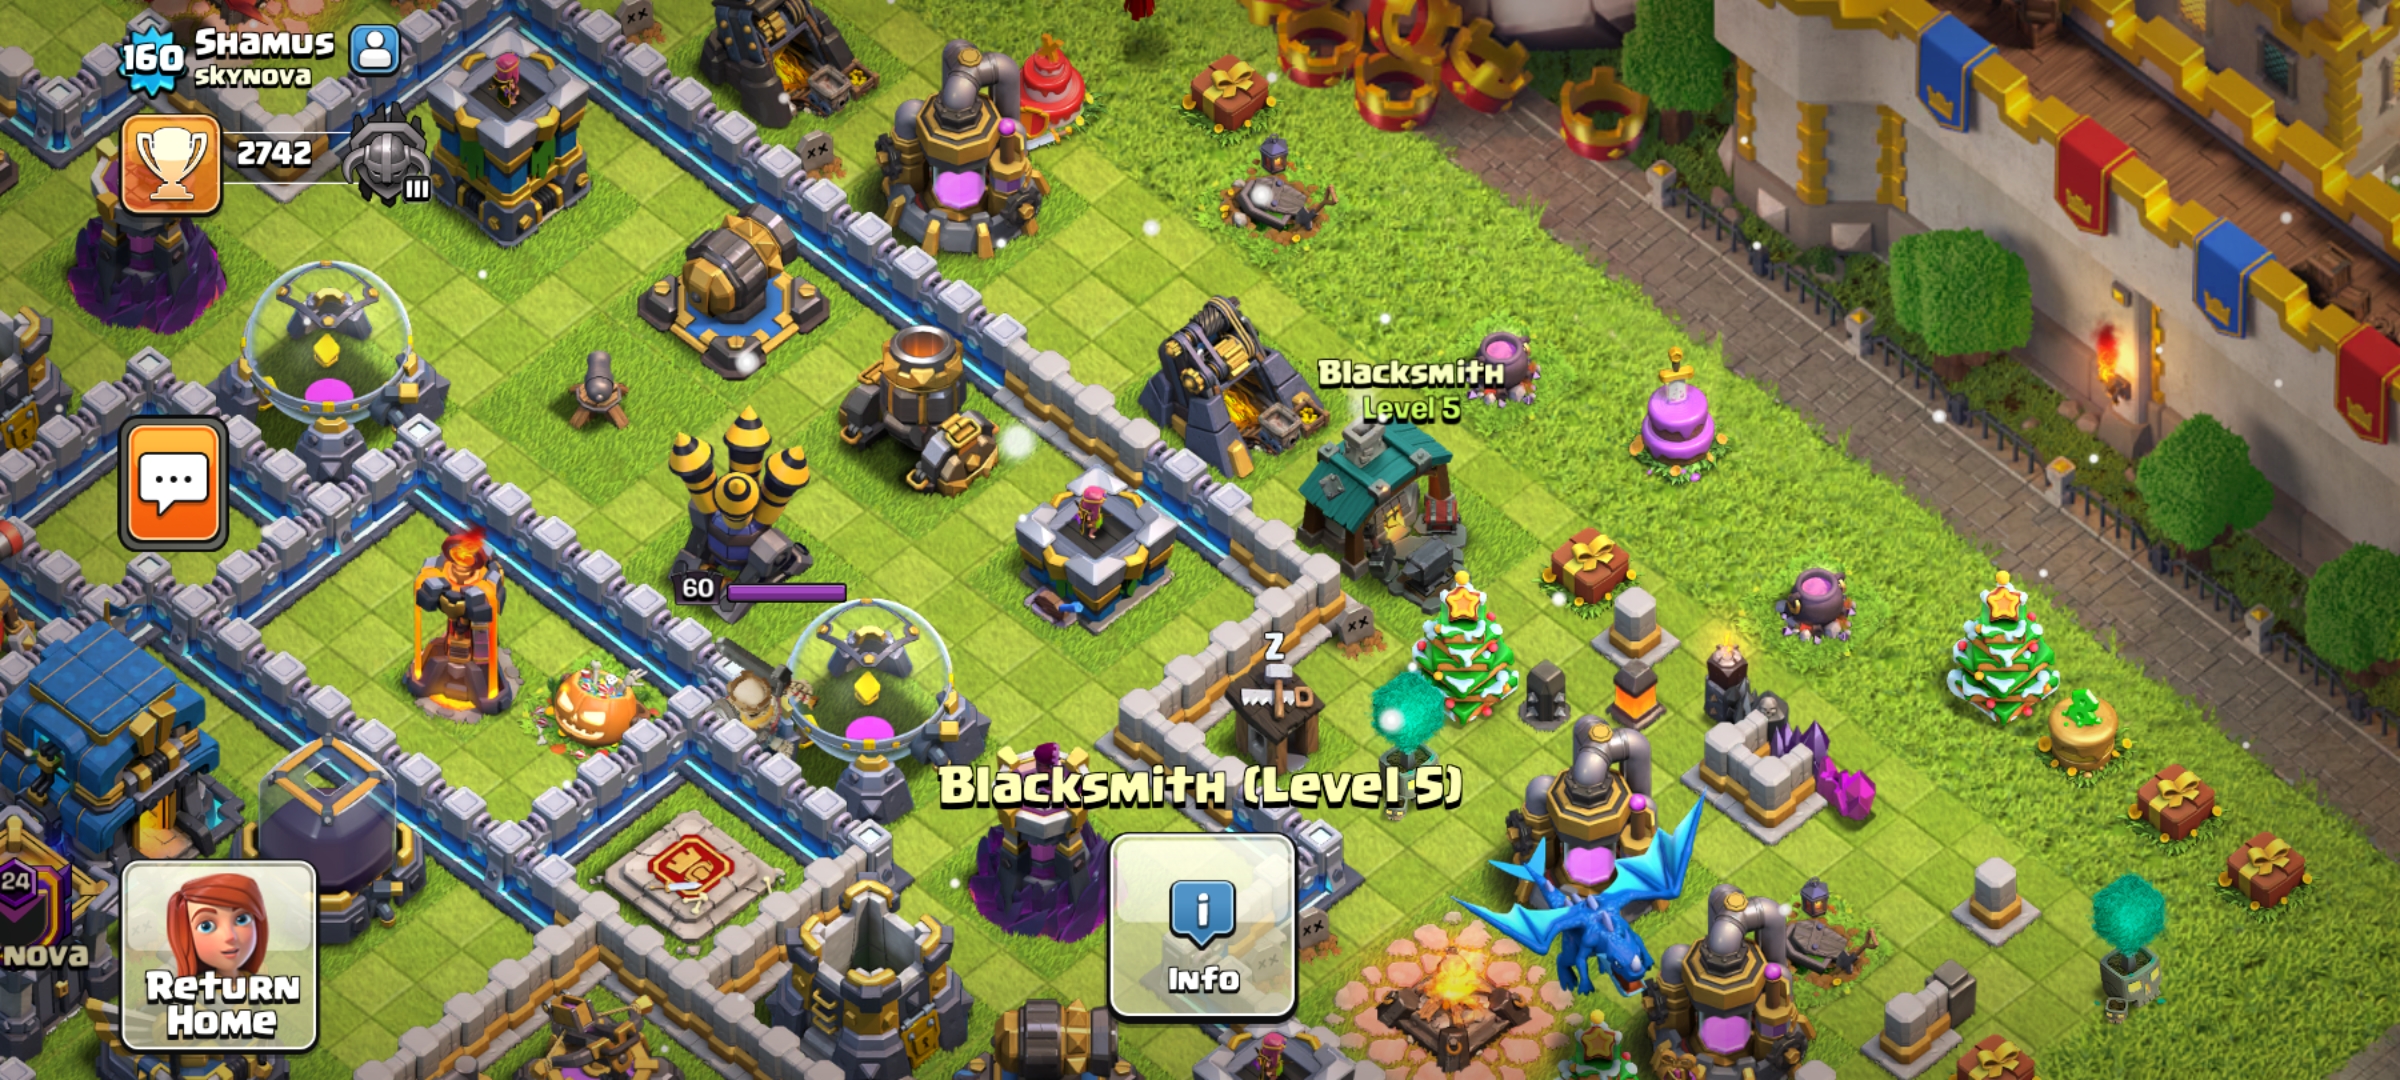 160
Shamus
skynova
2742
III
Blacksmith
Level 5
60
Z
Blacksmith (Level 5)
24
nova
Return
Home
Info